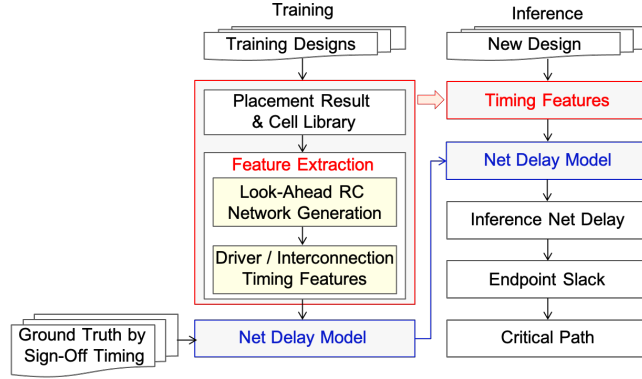 Training
Training Designs
Placement Result
& Cell Library
Feature Extraction
Look-Ahead RC
Network Generation
Driver / Interconnection
Timing Features
Ground Truth by
Sign-Off Timing
Net Delay Model
Inference
New Design
Timing Features
Net Delay Model
Inference Net Delay
Endpoint Slack
Critical Path